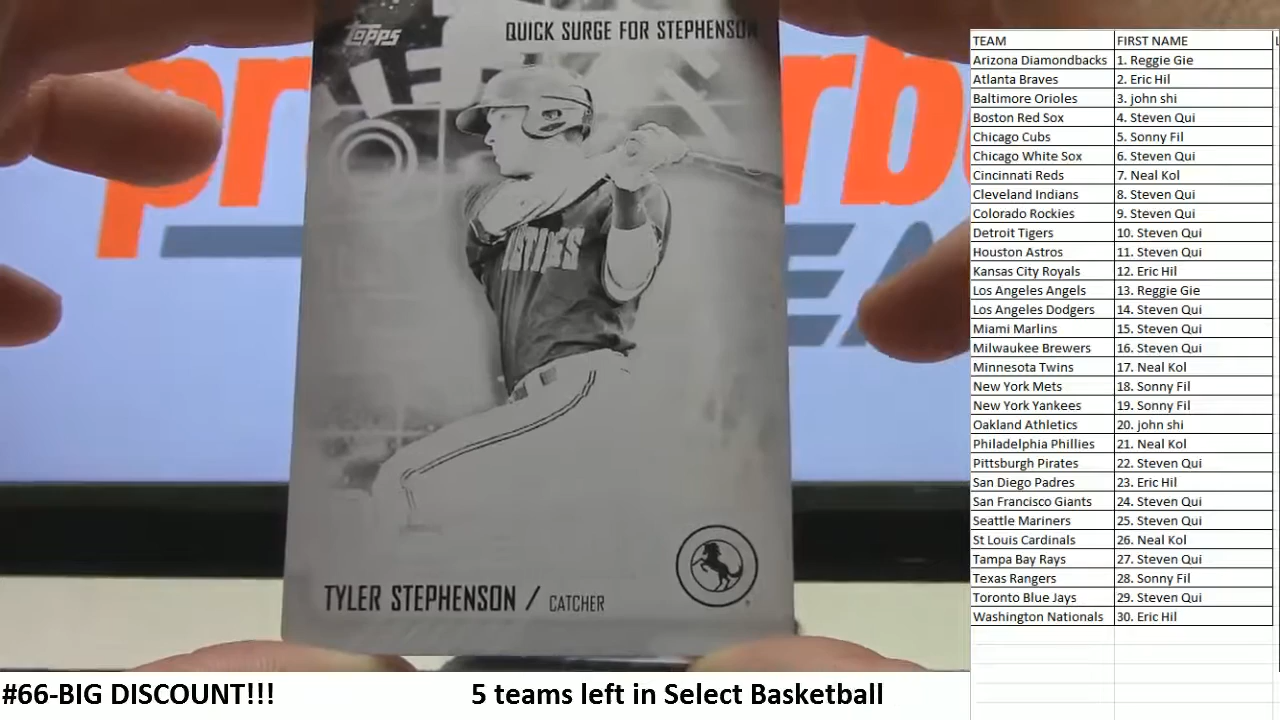 Topps
QUICK SURGE FOR STEPHENSON
TYLER STEPHENSON / CATCHER
TEAM FIRST NAME
Arizona Diamondbacks 1. Reggie Gie
Atlanta Braves 2. Eric Hil
Baltimore Orioles 3. john shi
Boston Red Sox 4. Steven Qui
Chicago Cubs 5. Sonny Fil
Chicago White Sox 6. Steven Qui
Cincinnati Reds 7. Neal Kol
Cleveland Indians 8. Steven Qui
Colorado Rockies 9. Steven Qui
Detroit Tigers 10. Steven Qui
Houston Astros 11. Steven Qui
Kansas City Royals 12. Eric Hil
Los Angeles Angels 13. Reggie Gie
Los Angeles Dodgers 14. Steven Qui
Miami Marlins 15. Steven Qui
Milwaukee Brewers 16. Steven Qui
Minnesota Twins 17. Neal Kol
New York Mets 18. Sonny Fil
New York Yankees 19. Sonny Fil
Oakland Athletics 20. john shi
Philadelphia Phillies 21. Neal Kol
Pittsburgh Pirates 22. Steven Qui
San Diego Padres 23. Eric Hil
San Francisco Giants 24. Steven Qui
Seattle Mariners 25. Steven Qui
St Louis Cardinals 26. Neal Kol
Tampa Bay Rays 27. Steven Qui
Texas Rangers 28. Sonny Fil
Toronto Blue Jays 29. Steven Qui
Washington Nationals 30. Eric Hil
#66-BIG DISCOUNT!!! 5 teams left in Select Basketball